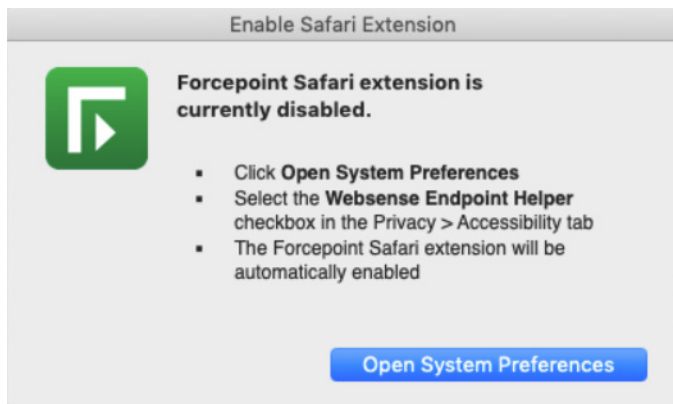 Enable Safari Extension
Forcepoint Safari extension is
currently disabled.
▪ Click Open System Preferences
▪ Select the Websense Endpoint Helper
checkbox in the Privacy > Accessibility tab
▪ The Forcepoint Safari extension will be
automatically enabled
Open System Preferences